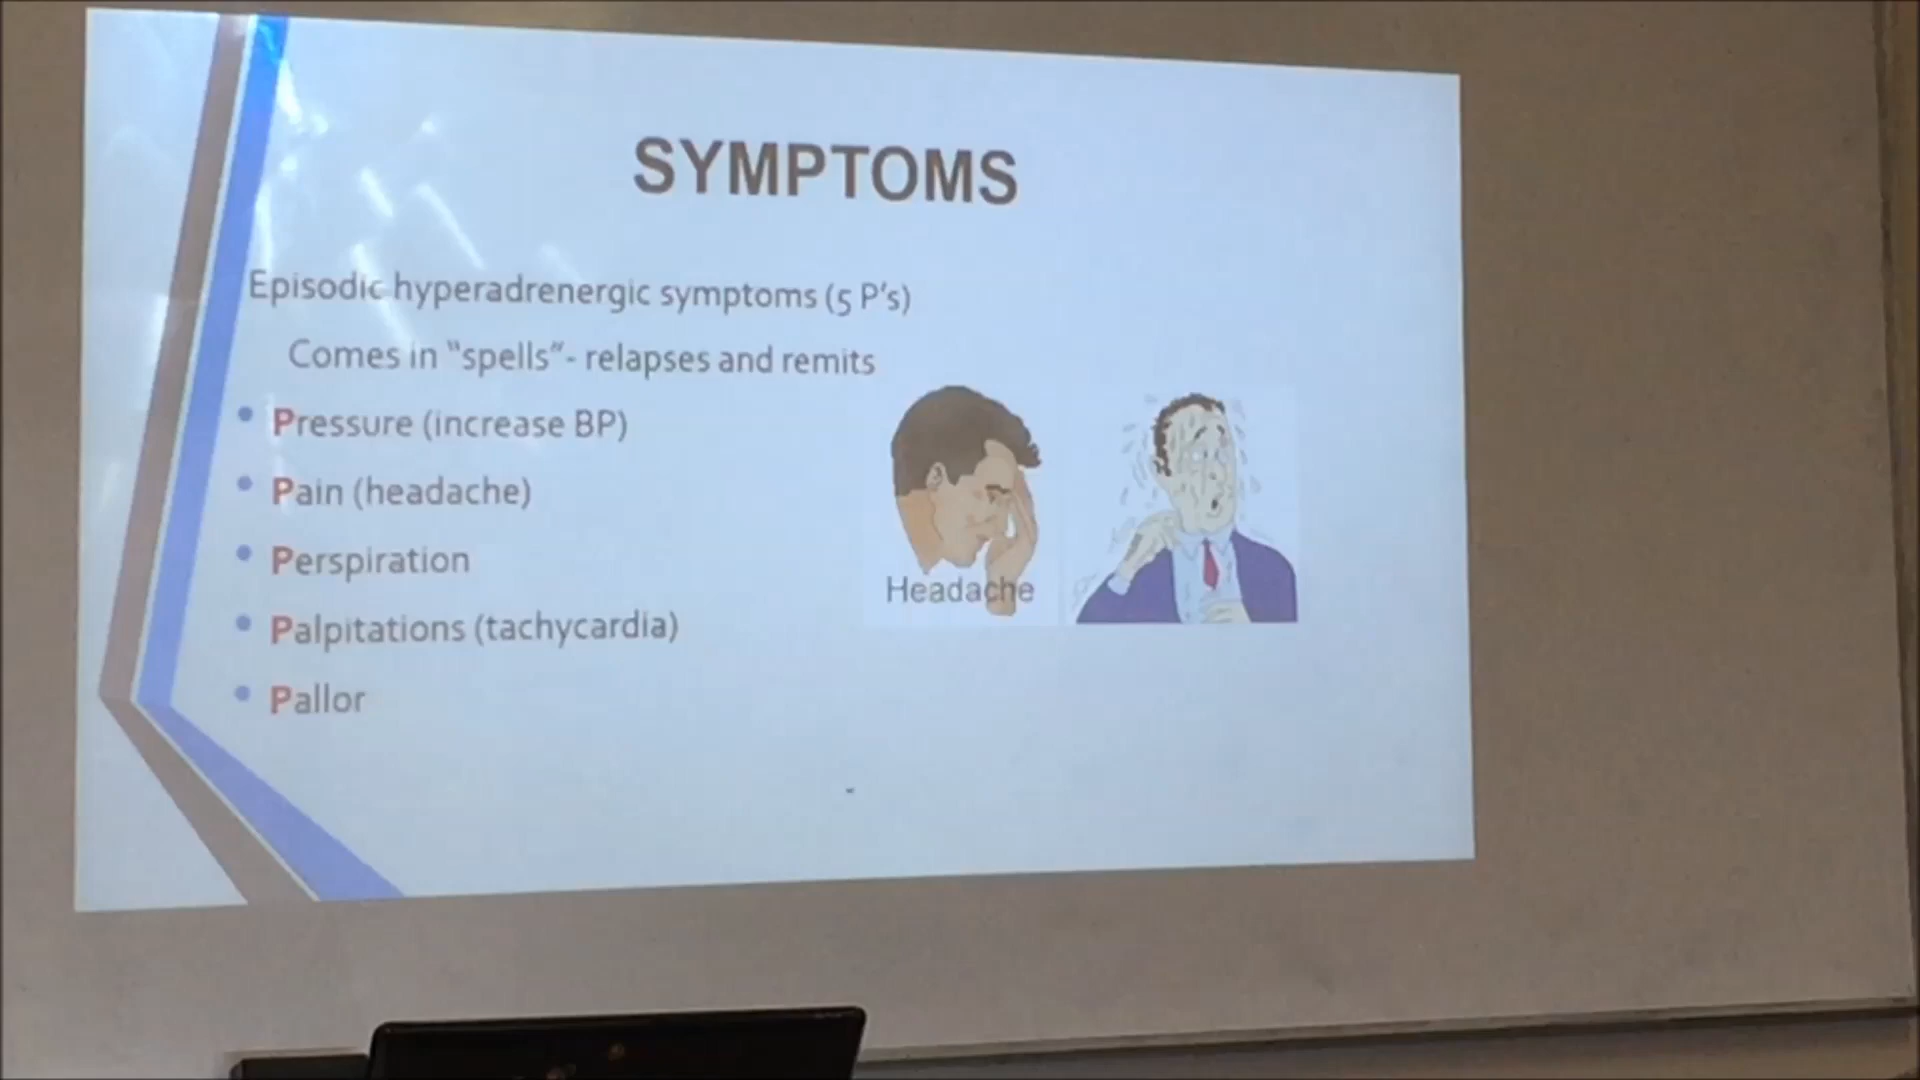 SYMPTOMS
Episodic hyperadrenergic symptoms (5 P's)
Comes in "spells"- relapses and remits
• Pressure (increase BP)
• Pain (headache)
• Perspiration
• Palpitations (tachycardia)
• Pallor
Headache